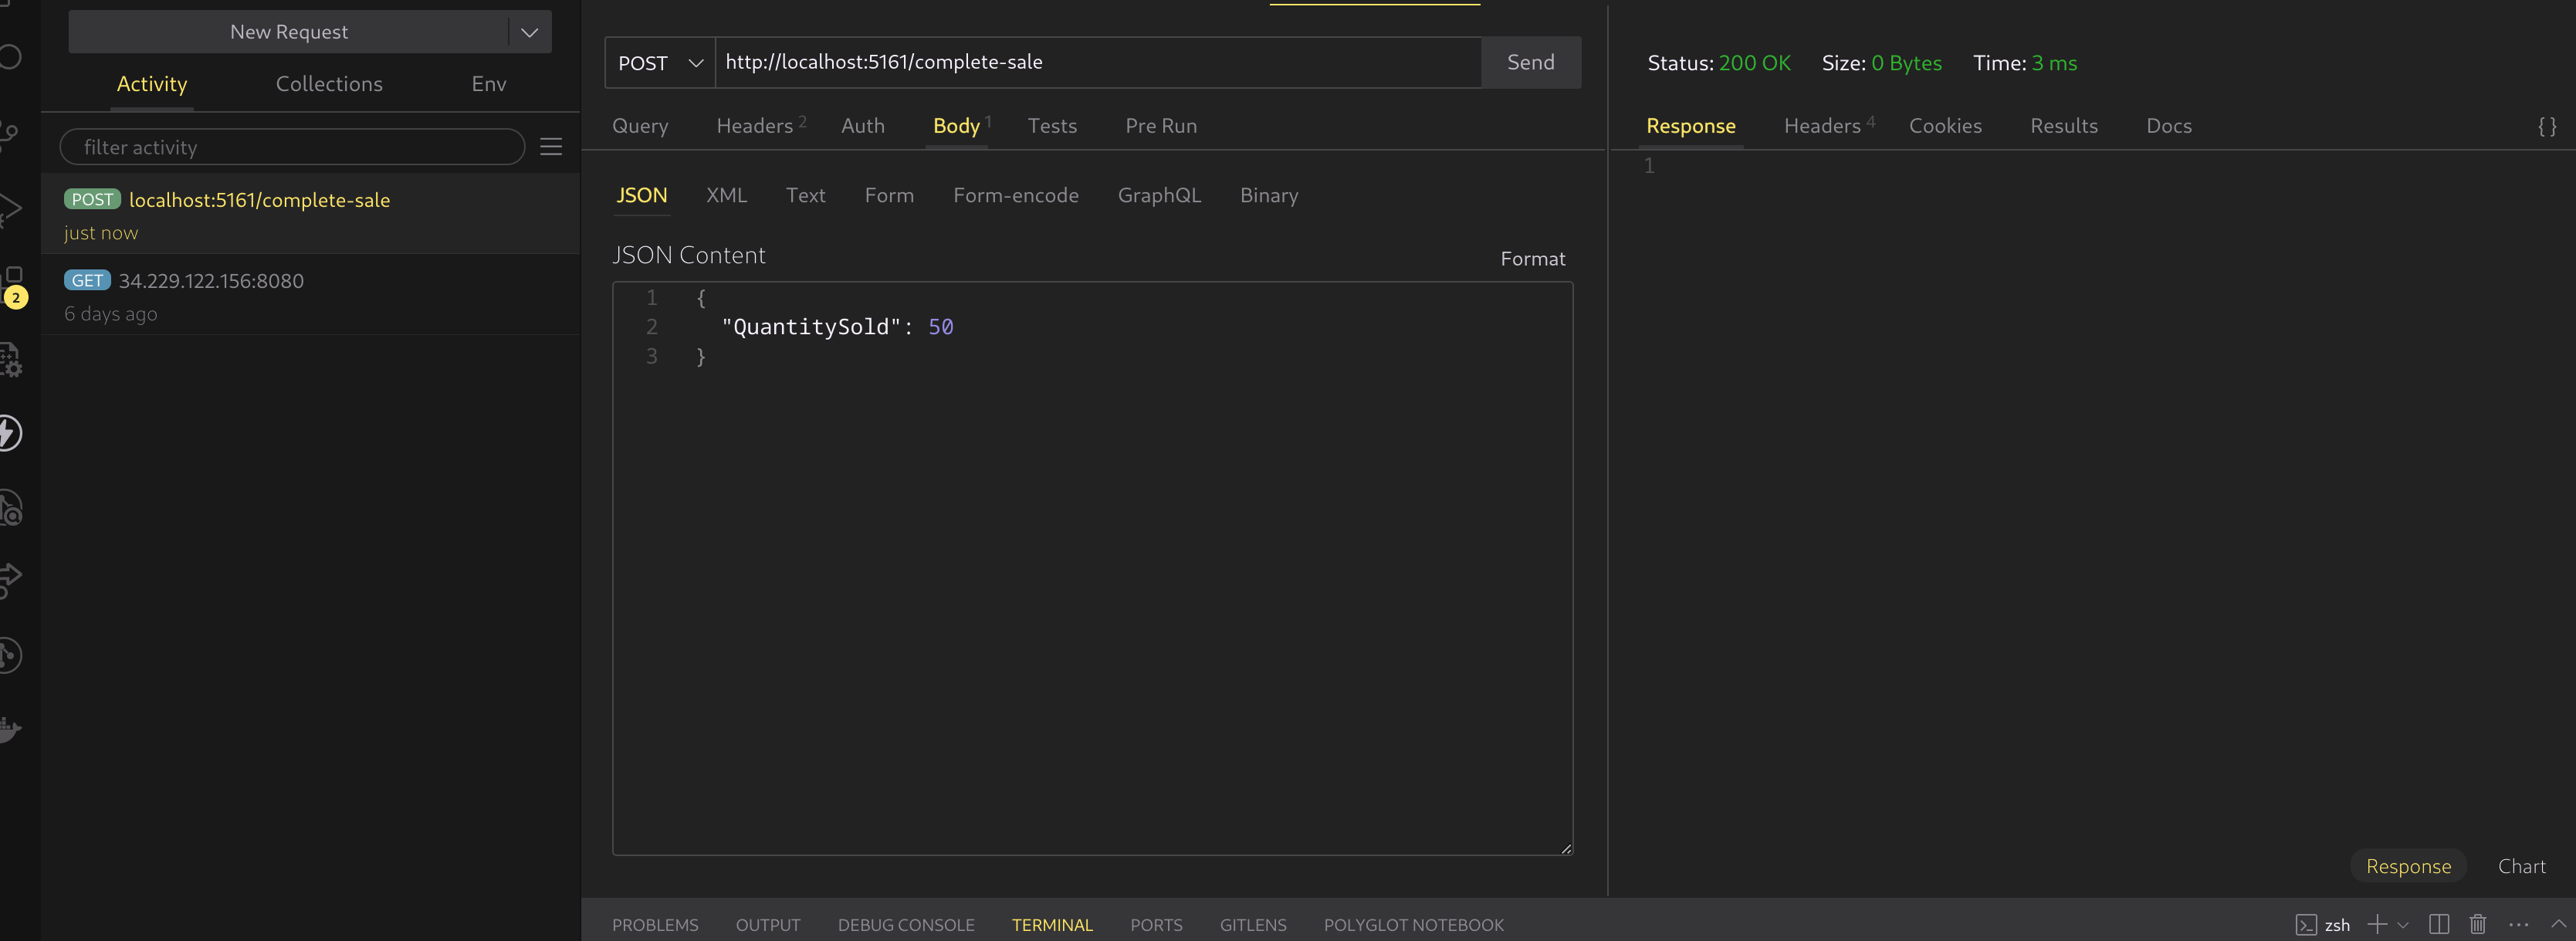 New Request
Activity Collections Env
filter activity
POST localhost:5161/complete-sale
just now
GET 34.229.122.156:8080
6 days ago
2
POST http://localhost:5161/complete-sale Send
Query Headers 2 Auth Body 1 Tests Pre Run
JSON XML Text Form Form-encode GraphQL Binary
JSON Content Format
1 {
2 "QuantitySold": 50
3 }
Status: 200 OK Size: 0 Bytes Time: 3 ms
Response Headers 4 Cookies Results Docs { }
1
Response Chart
PROBLEMS OUTPUT DEBUG CONSOLE TERMINAL PORTS GITLENS POLYGLOT NOTEBOOK zsh